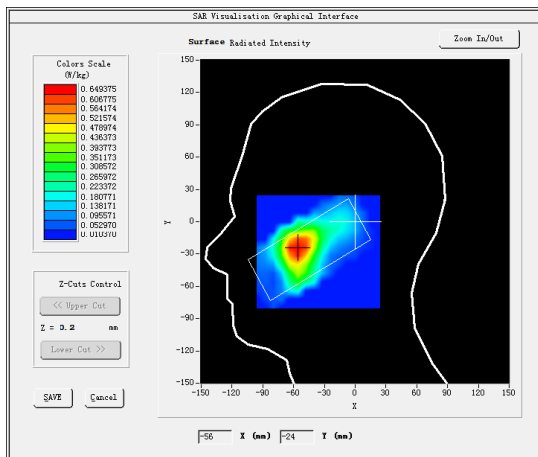 SAR Visualisation Graphical Interface
Surface Radiated Intensity
Zoom In/Out
Colors Scale
(W/kg)
0.649375
0.606775
0.564174
0.521574
0.478974
0.436373
0.393773
0.351173
0.308572
0.265972
0.223372
0.180771
0.138171
0.095571
0.052970
0.010370
Z-Cuts Control
<< Upper Cut
Z = 0.2 mm
Lower Cut >>
SAVE
Cancel
150
120
90
60
30
0
-30
-60
-90
-120
-150
Y
-150 -120 -90 -60 -30 0 30 60 90 120 150
X
-56 X (mm) -24 Y (mm)